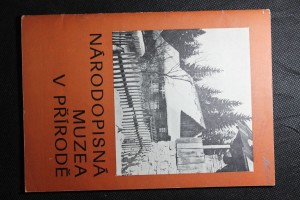 NÁRODOPISNÁ
MUZEA
V PŘÍRODĚ